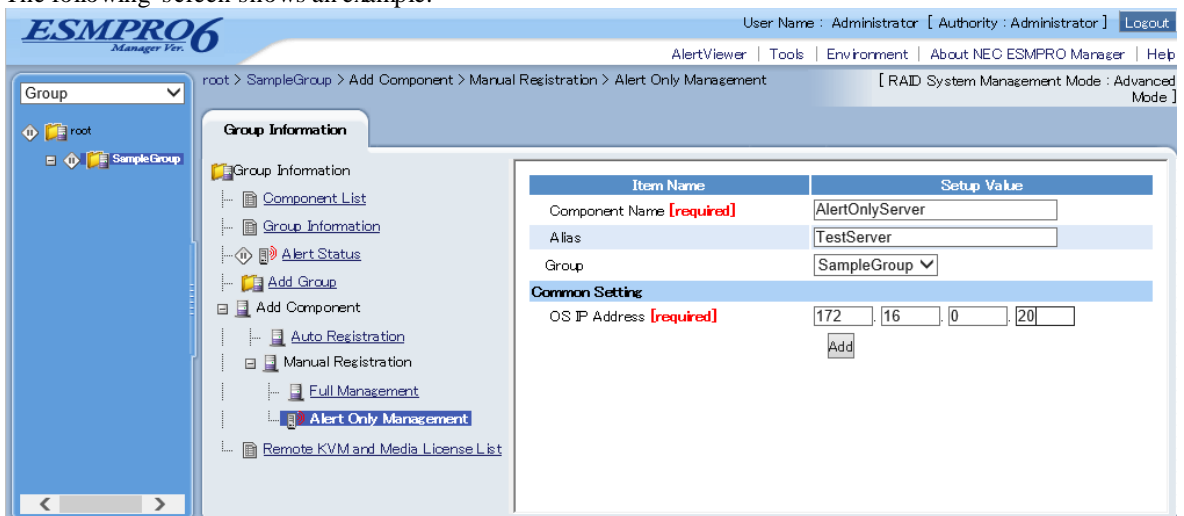 The following screen shows an example.
ESMPRO6
Manager Ver.
User Name : Administrator [ Authority : Administrator ] Logout
AlertViewer | Tools | Environment | About NEC ESMPRO Manager | Help
Group
root > SampleGroup > Add Component > Manual Registration > Alert Only Management
[ RAID System Management Mode : Advanced
Mode ]
root
SampleGroup
Group Information
Group Information
Component List
Group Information
Alert Status
Add Group
Add Component
Auto Registration
Manual Registration
Full Management
Alert Only Management
Remote KVM and Media License List
Item Name Setup Value
Component Name [required] AlertOnlyServer
Alias TestServer
Group SampleGroup
Common Setting
OS IP Address [required] 172 . 16 . 0 . 20
Add